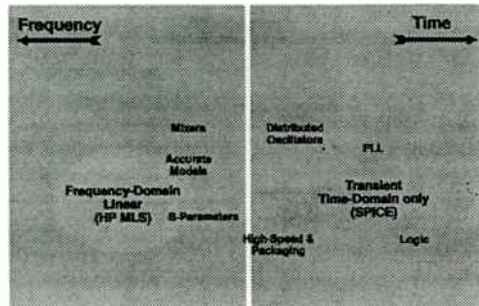 Frequency
Time
Mixers
Accurate
Models
Frequency-Domain
Linear
(HP MLS)
S-Parameters
Distributed
Oscillators
PLL
Transient
Time-Domain only
(SPICE)
High-Speed &
Packaging
Logic